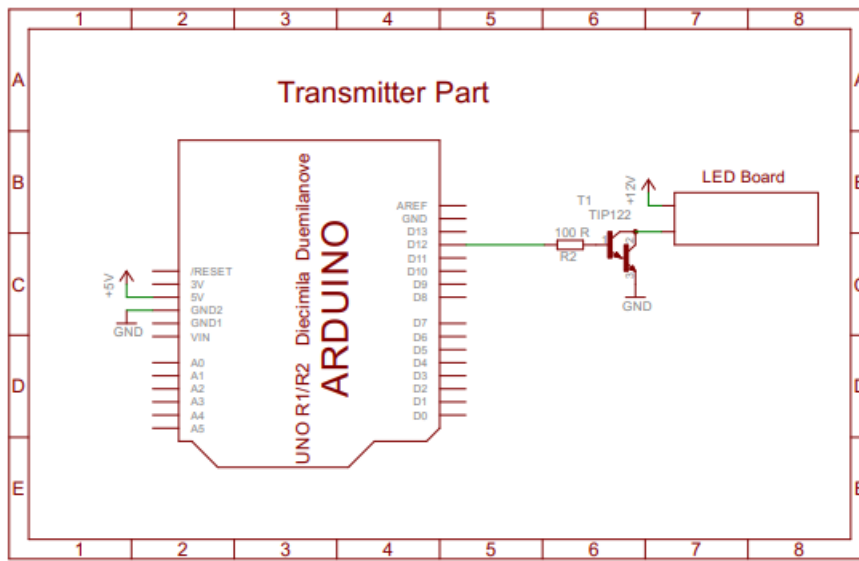 1 2 3 4 5 6 7 8
A A
Transmitter Part
B B
LED Board
+12V
T1
TIP122
AREF
GND
D13
100 R
1
2
D12
R2
D11
3
C C
/RESET
D10
+5V
3V
D9
5V
D8
GND
GND2
GND
GND1
D7
VIN
D6
D5
D D
A0
D4
A1
D3
A2
D2
A3
D1
A4
D0
A5
UNO R1/R2 Diecimila Duemilanove
ARDUINO
E E
1 2 3 4 5 6 7 8